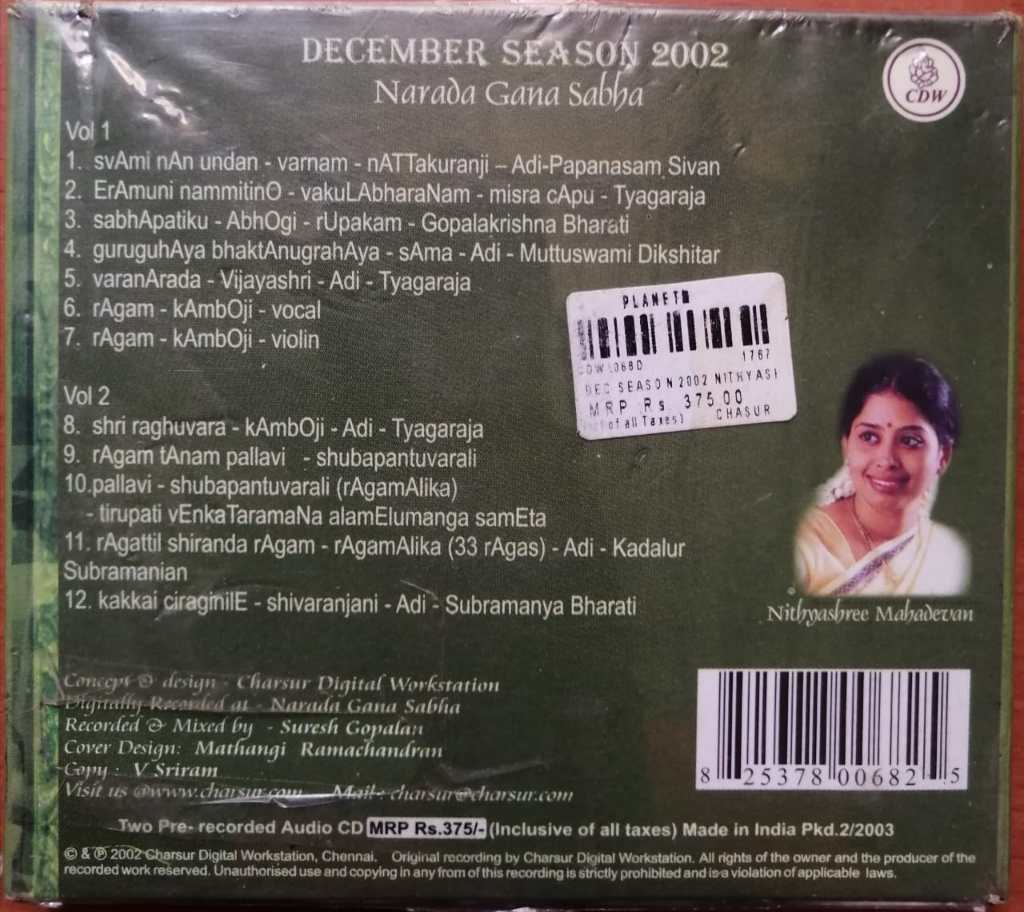 DECEMBER SEASON 2002
Narada Gana Sabha
CDW
Vol 1
1. svAmi nAn undan - varnam - nATTakuranji – Adi-Papanasam Sivan
2. ErAmuni nammitinO - vakuLAbharaNam - misra cApu - Tyagaraja
3. sabhApatiku - AbhOgi - rUpakam - Gopalakrishna Bharati
4. guruguhAya bhaktAnugrahAya - sAma - Adi - Muttuswami Dikshitar
5. varanArada - Vijayashri - Adi - Tyagaraja
6. rAgam - kAmbOji - vocal
7. rAgam - kAmbOji - violin
PLANETM
1767
DEC SEASON 2002 NITHYASH
MRP Rs. 375.00
of all Taxes) CHASUR
Vol 2
8. shri raghuvara - kAmbOji - Adi - Tyagaraja
9. rAgam tAnam pallavi - shubapantuvarali
10.pallavi - shubapantuvarali (rAgamAlika)
- tirupati vEnkaTaramaNa alamElumanga samEta
11. rAgattil shiranda rAgam - rAgamAlika (33 rAgas) - Adi - Kadalur
Subramanian
12. kakkai ciraginilE - shivaranjani - Adi - Subramanya Bharati
Nithyashree Mahadevan
Concept & design - Charsur Digital Workstation
Digitally Recorded at - Narada Gana Sabha
Recorded & Mixed by - Suresh Gopalan
Cover Design: Mathangi Ramachandran
Copy : V Sriram
Visit us @www.charsur.com Mail : charsur@charsur.com
8 25378 00682 5
Two Pre- recorded Audio CD MRP Rs.375/- (Inclusive of all taxes) Made in India Pkd.2/2003
© & ℗ 2002 Charsur Digital Workstation, Chennai. Original recording by Charsur Digital Workstation. All rights of the owner and the producer of the
recorded work reserved. Unauthorised use and copying in any from of this recording is strictly prohibited and is a violation of applicable laws.